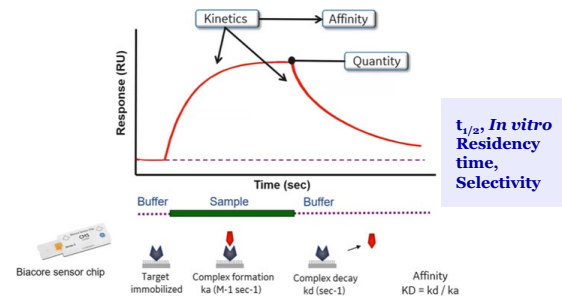 Kinetics
Affinity
Quantity
Response (RU)
Time (sec)
t1/2, In vitro
Residency
time,
Selectivity
Buffer
Sample
Buffer
Biacore sensor chip
Target
immobilized
Complex formation
ka (M-1 sec-1)
Complex decay
kd (sec-1)
Affinity
KD = kd / ka